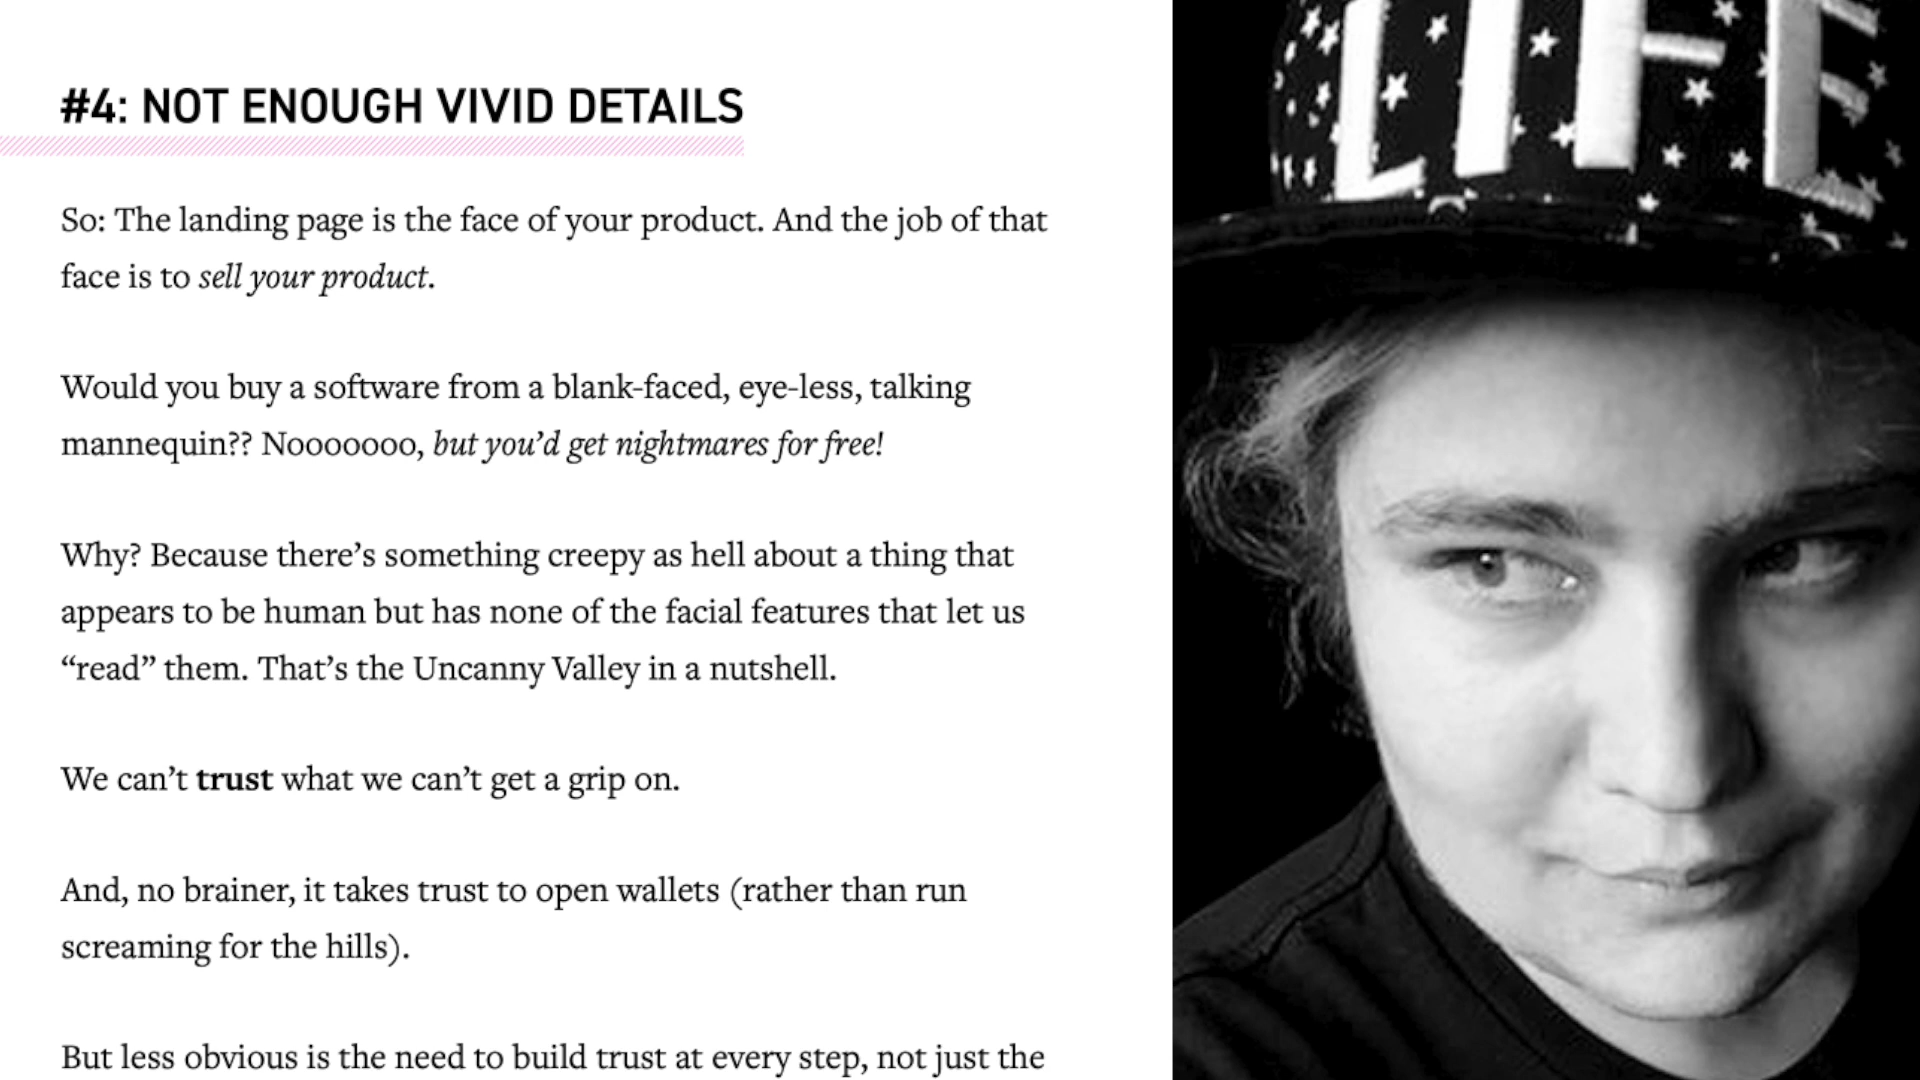 #4: NOT ENOUGH VIVID DETAILS
So: The landing page is the face of your product. And the job of that
face is to sell your product.
Would you buy a software from a blank-faced, eye-less, talking
mannequin?? Nooooooo, but you’d get nightmares for free!
Why? Because there’s something creepy as hell about a thing that
appears to be human but has none of the facial features that let us
“read” them. That’s the Uncanny Valley in a nutshell.
We can’t trust what we can’t get a grip on.
And, no brainer, it takes trust to open wallets (rather than run
screaming for the hills).
But less obvious is the need to build trust at every step, not just the
LIFE